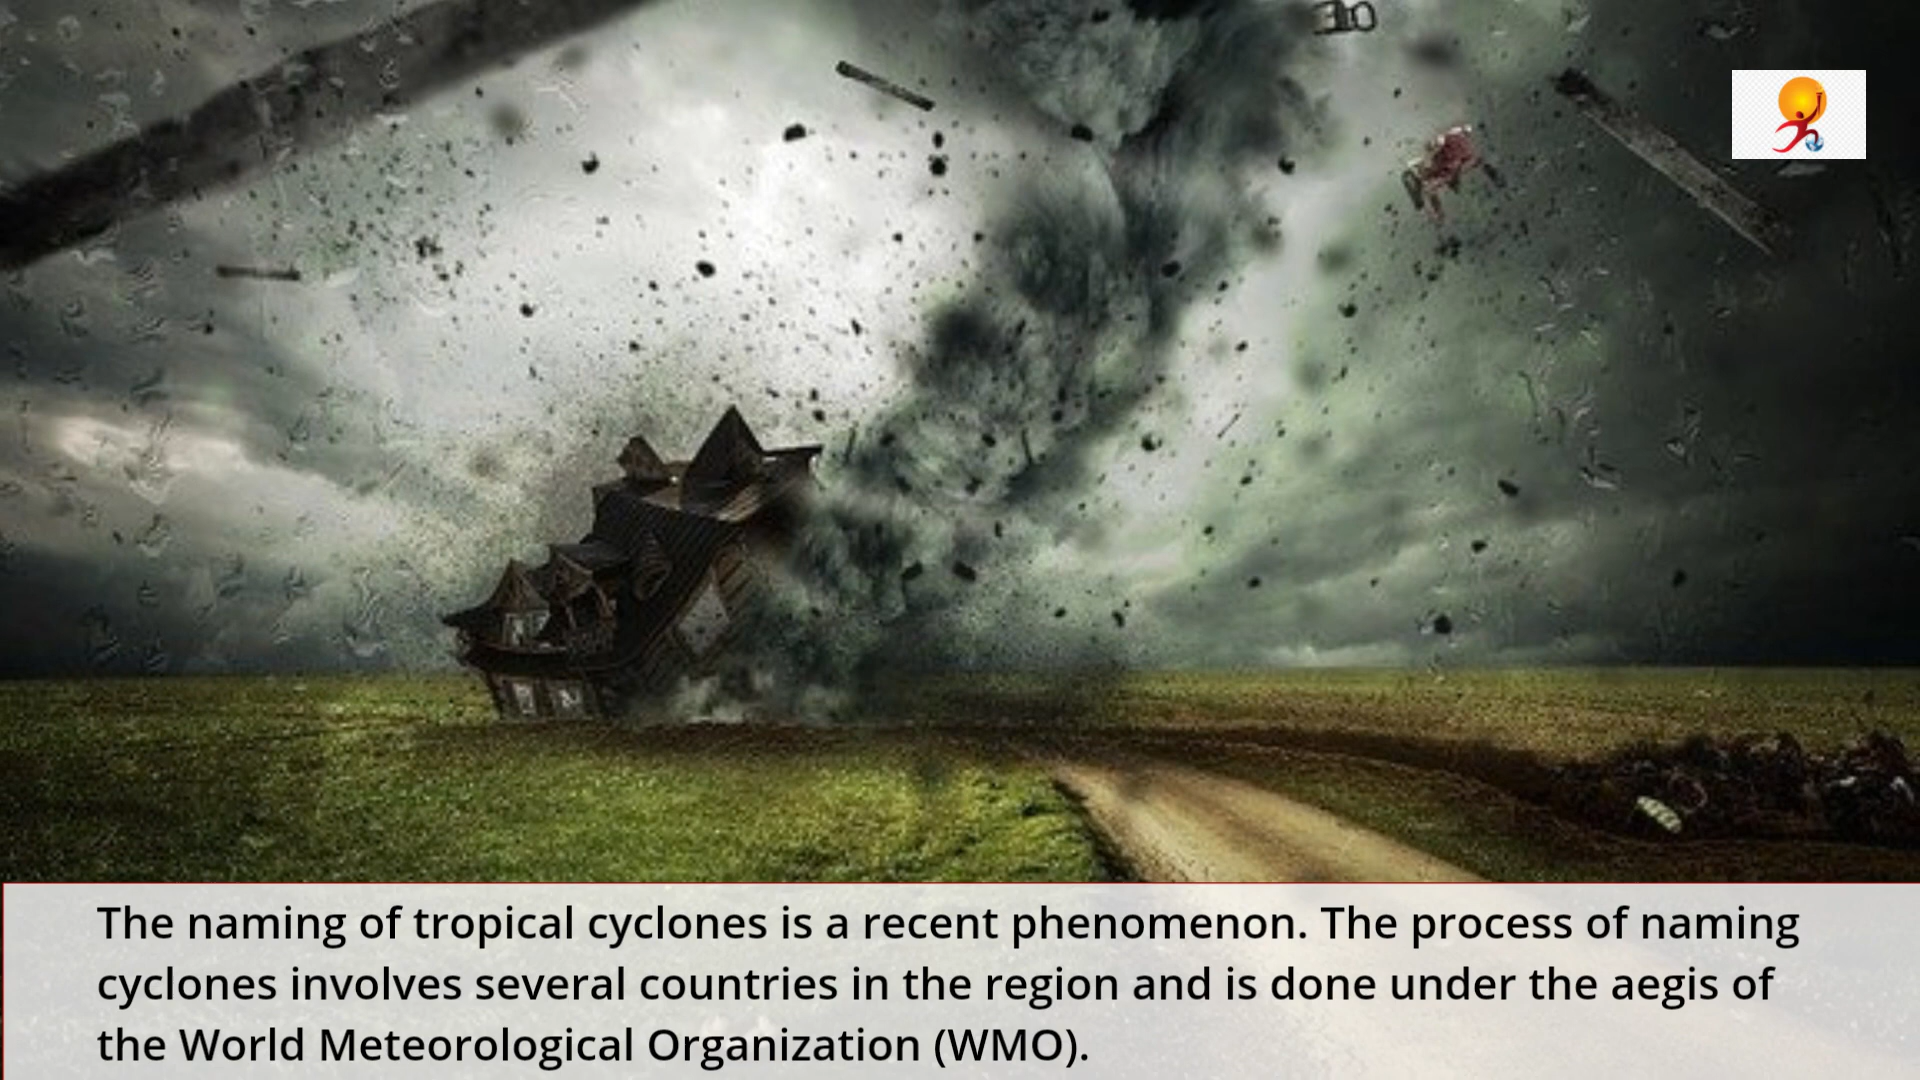 The naming of tropical cyclones is a recent phenomenon. The process of naming
cyclones involves several countries in the region and is done under the aegis of
the World Meteorological Organization (WMO).